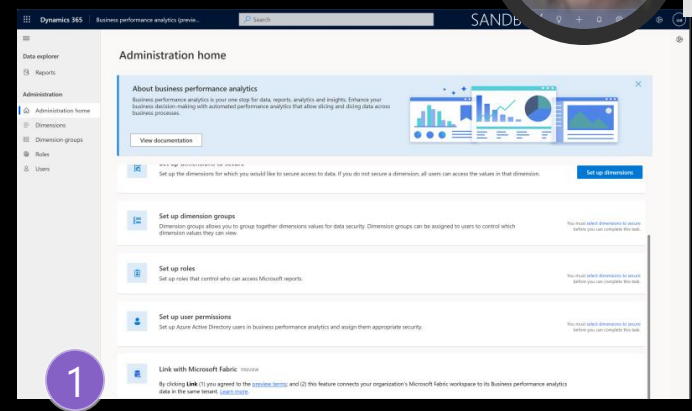 Dynamics 365
Business performance analytics (previe...
Search
SANDB
Data explorer
Reports
Administration
Administration home
Dimensions
Dimension groups
Roles
Users
Administration home
About business performance analytics
Business performance analytics is your one stop for data, reports, analytics and insights. Enhance your
business decision-making with automated performance analytics that allow slicing and dicing data across
business processes.
View documentation
Set up the dimensions for which you would like to secure access to data. If you do not secure a dimension, all users can access the values in that dimension.
Set up dimensions
Set up dimension groups
Dimension groups allows you to group together dimensions values for data security. Dimension groups can be assigned to users to control which
dimension values they can view.
You must select dimensions to secure
before you can complete this task.
Set up roles
Set up roles that control who can access Microsoft reports.
You must select dimensions to secure
before you can complete this task.
Set up user permissions
Set up Azure Active Directory users in business performance analytics and assign them appropriate security.
You must select dimensions to secure
before you can complete this task.
Link with Microsoft Fabric PREVIEW
By clicking Link (1) you agreed to the preview terms; and (2) this feature connects your organization's Microsoft Fabric workspace to its Business performance analytics
data in the same tenant. Learn more.
1